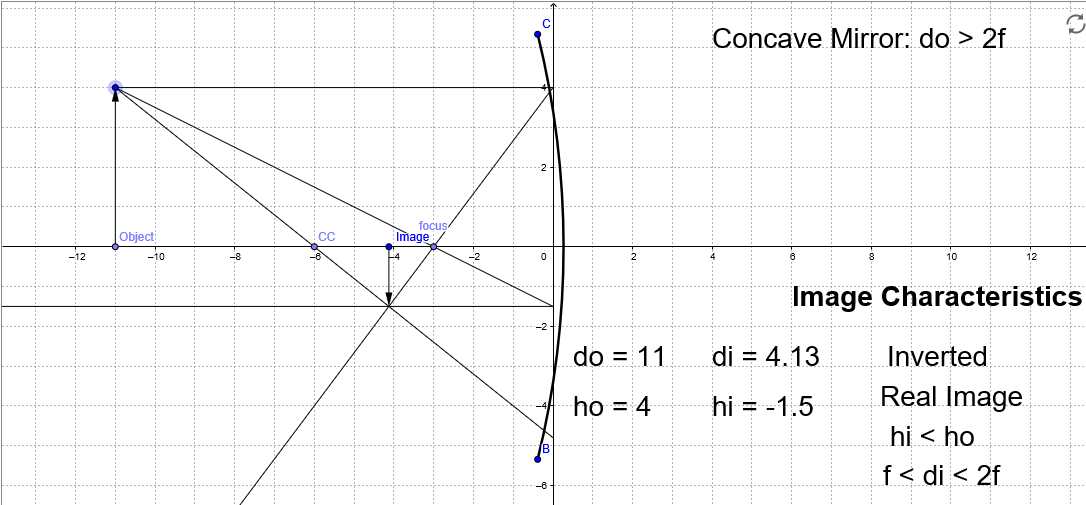 C
Concave Mirror: do > 2f
4
2
focus
Object
CC
Image
−12
−10
−8
−6
−4
−2
0
2
4
6
8
10
12
Image Characteristics
−2
do = 11
di = 4.13
Inverted
Real Image
−4
ho = 4
hi = -1.5
hi < ho
B
f < di < 2f
−6